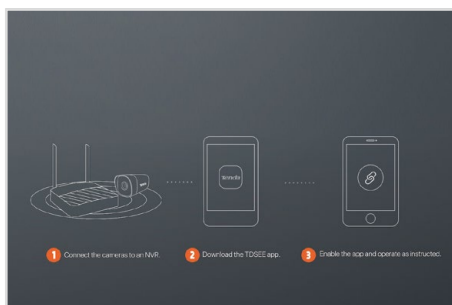 Tenda
1 Connect the cameras to an NVR.
2 Download the TDSEE app.
3 Enable the app and operate as instructed.